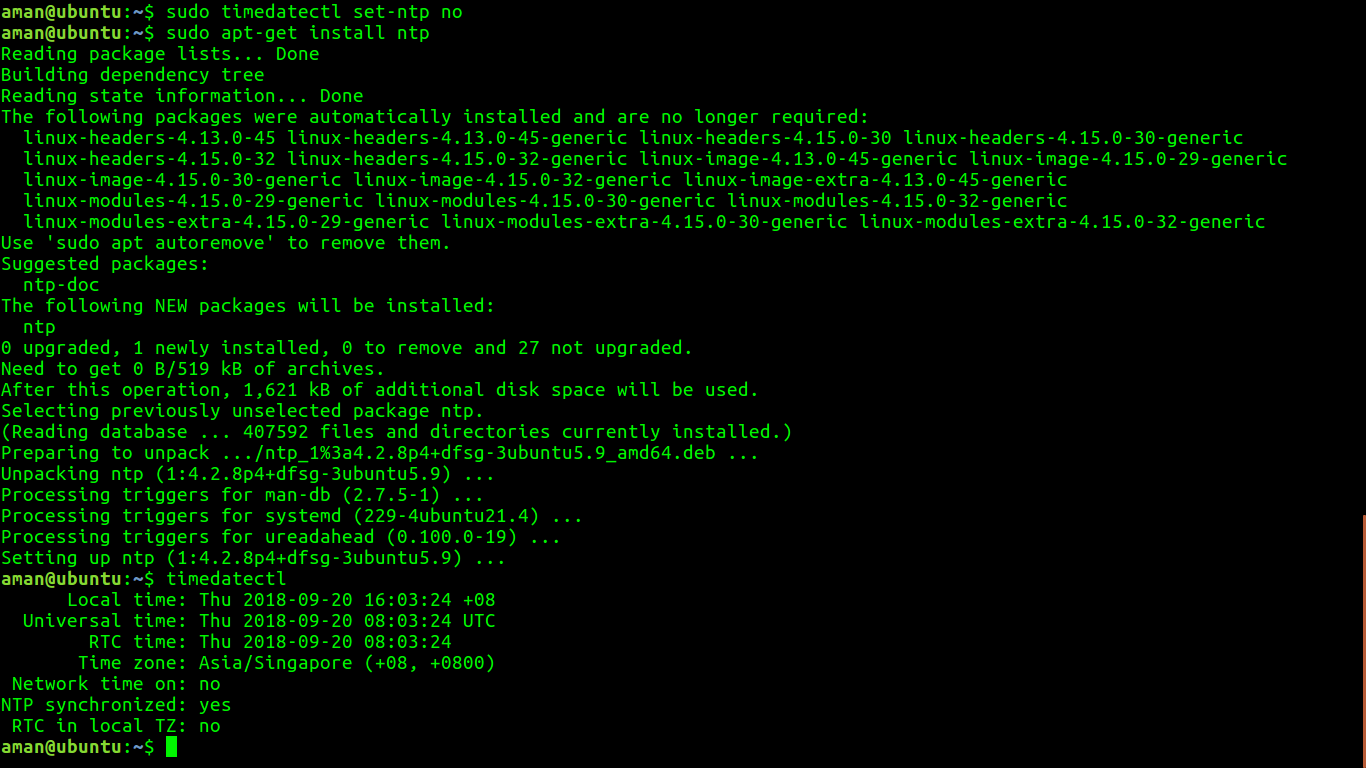 aman@ubuntu:~$ sudo timedatectl set-ntp no
aman@ubuntu:~$ sudo apt-get install ntp
Reading package lists... Done
Building dependency tree
Reading state information... Done
The following packages were automatically installed and are no longer required:
  linux-headers-4.13.0-45 linux-headers-4.13.0-45-generic linux-headers-4.15.0-30 linux-headers-4.15.0-30-generic
  linux-headers-4.15.0-32 linux-headers-4.15.0-32-generic linux-image-4.13.0-45-generic linux-image-4.15.0-29-generic
  linux-image-4.15.0-30-generic linux-image-4.15.0-32-generic linux-image-extra-4.13.0-45-generic
  linux-modules-4.15.0-29-generic linux-modules-4.15.0-30-generic linux-modules-4.15.0-32-generic
  linux-modules-extra-4.15.0-29-generic linux-modules-extra-4.15.0-30-generic linux-modules-extra-4.15.0-32-generic
Use 'sudo apt autoremove' to remove them.
Suggested packages:
  ntp-doc
The following NEW packages will be installed:
  ntp
0 upgraded, 1 newly installed, 0 to remove and 27 not upgraded.
Need to get 0 B/519 kB of archives.
After this operation, 1,621 kB of additional disk space will be used.
Selecting previously unselected package ntp.
(Reading database ... 407592 files and directories currently installed.)
Preparing to unpack .../ntp_1%3a4.2.8p4+dfsg-3ubuntu5.9_amd64.deb ...
Unpacking ntp (1:4.2.8p4+dfsg-3ubuntu5.9) ...
Processing triggers for man-db (2.7.5-1) ...
Processing triggers for systemd (229-4ubuntu21.4) ...
Processing triggers for ureadahead (0.100.0-19) ...
Setting up ntp (1:4.2.8p4+dfsg-3ubuntu5.9) ...
aman@ubuntu:~$ timedatectl
      Local time: Thu 2018-09-20 16:03:24 +08
  Universal time: Thu 2018-09-20 08:03:24 UTC
        RTC time: Thu 2018-09-20 08:03:24
       Time zone: Asia/Singapore (+08, +0800)
 Network time on: no
NTP synchronized: yes
 RTC in local TZ: no
aman@ubuntu:~$